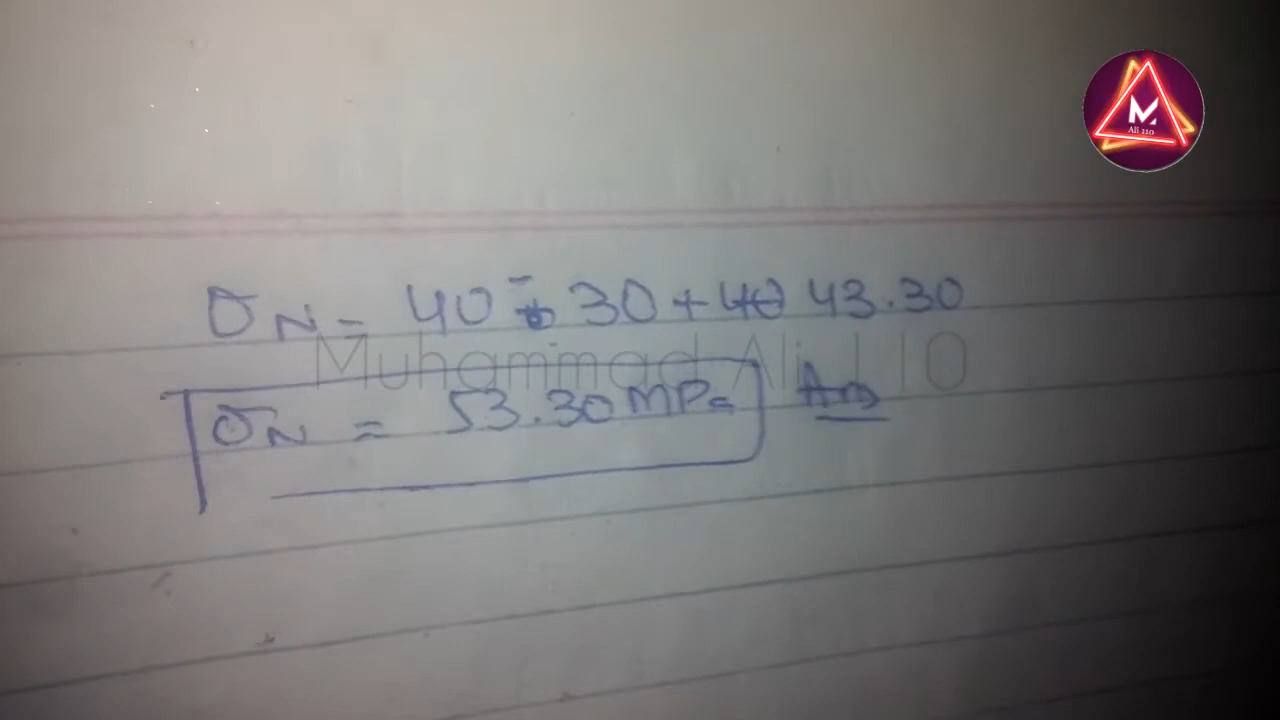 M
Ali 110
σN = 40 - 30 + 43.30
Muhammad Ali 110
σN = 53.30 MPa Ans